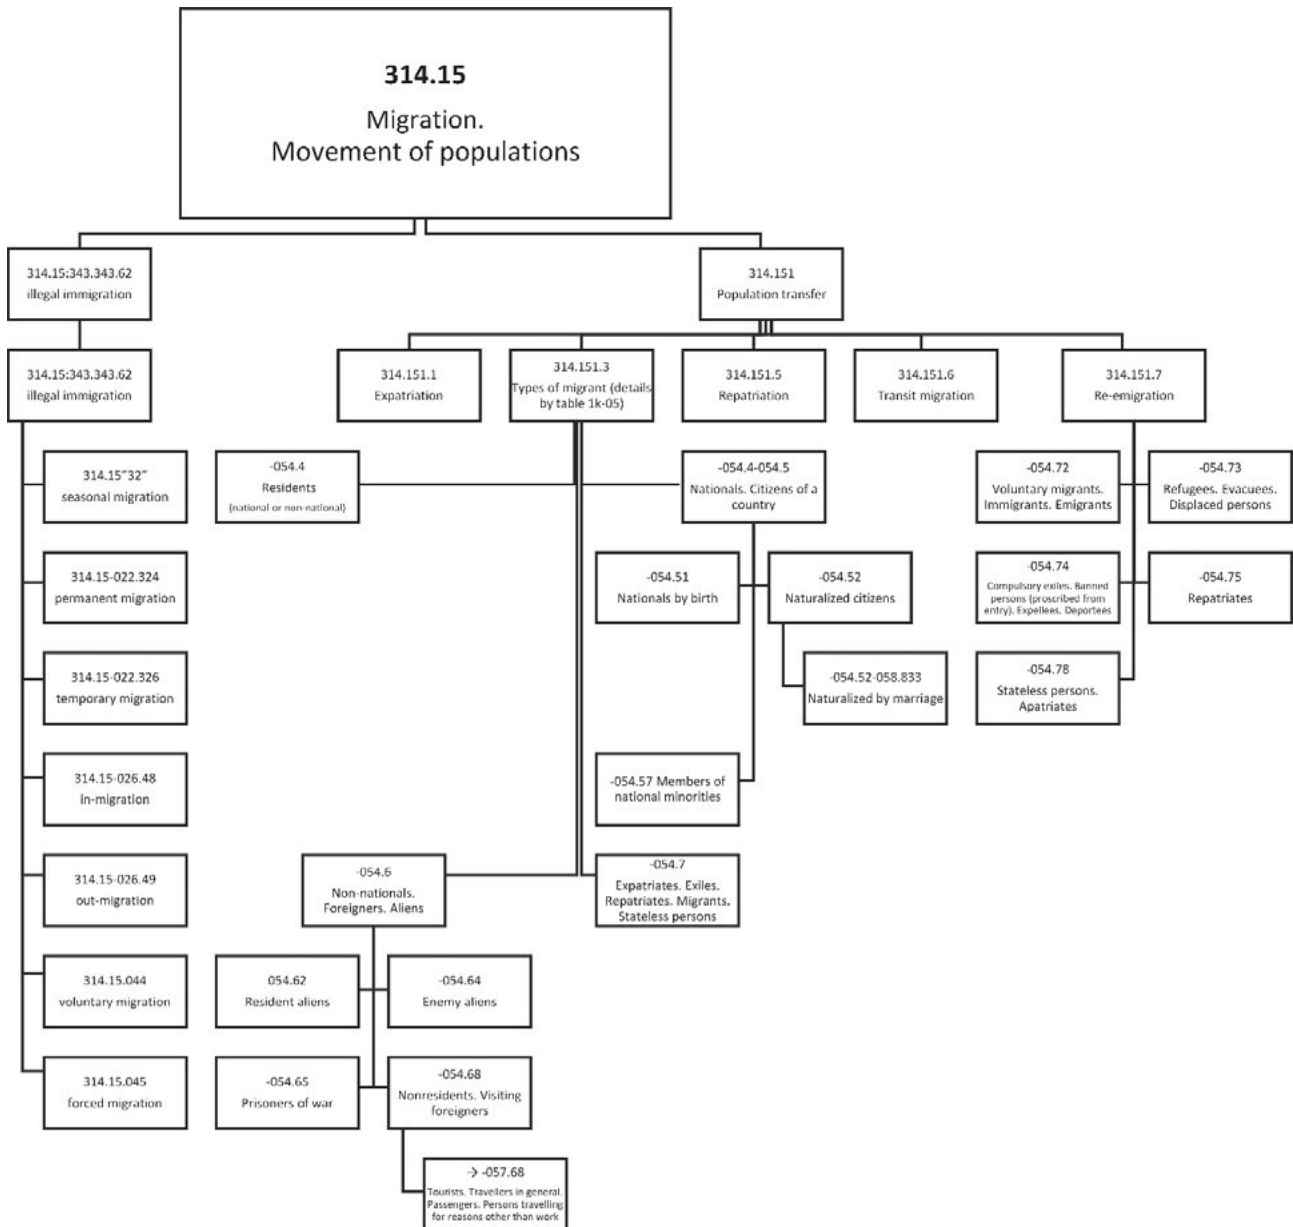 314.15
Migration.
Movement of populations
314.15:343.343.62
illegal immigration
314.151
Population transfer
314.15:343.343.62
illegal immigration
314.151.1
Expatriation
314.151.3
Types of migrant (details
by table 1k-05)
314.151.5
Repatriation
314.151.6
Transit migration
314.151.7
Re-emigration
314.15"32"
seasonal migration
-054.4
Residents
(national or non-national)
-054.4-054.5
Nationals. Citizens of a
country
-054.72
Voluntary migrants.
Immigrants. Emigrants
-054.73
Refugees. Evacuees.
Displaced persons
314.15-022.324
permanent migration
-054.51
Nationals by birth
-054.52
Naturalized citizens
-054.74
Compulsory exiles. Banned
persons (proscribed from
entry). Expellees. Deportees
-054.75
Repatriates
314.15-022.326
temporary migration
-054.52-058.833
Naturalized by marriage
-054.78
Stateless persons.
Apatriates
314.15-026.48
in-migration
-054.57 Members of
national minorities
314.15-026.49
out-migration
-054.6
Non-nationals.
Foreigners. Aliens
-054.7
Expatriates. Exiles.
Repatriates. Migrants.
Stateless persons
314.15.044
voluntary migration
054.62
Resident aliens
-054.64
Enemy aliens
314.15.045
forced migration
-054.65
Prisoners of war
-054.68
Nonresidents. Visiting
foreigners
→ -057.68
Tourists. Travellers in general.
Passengers. Persons travelling
for reasons other than work